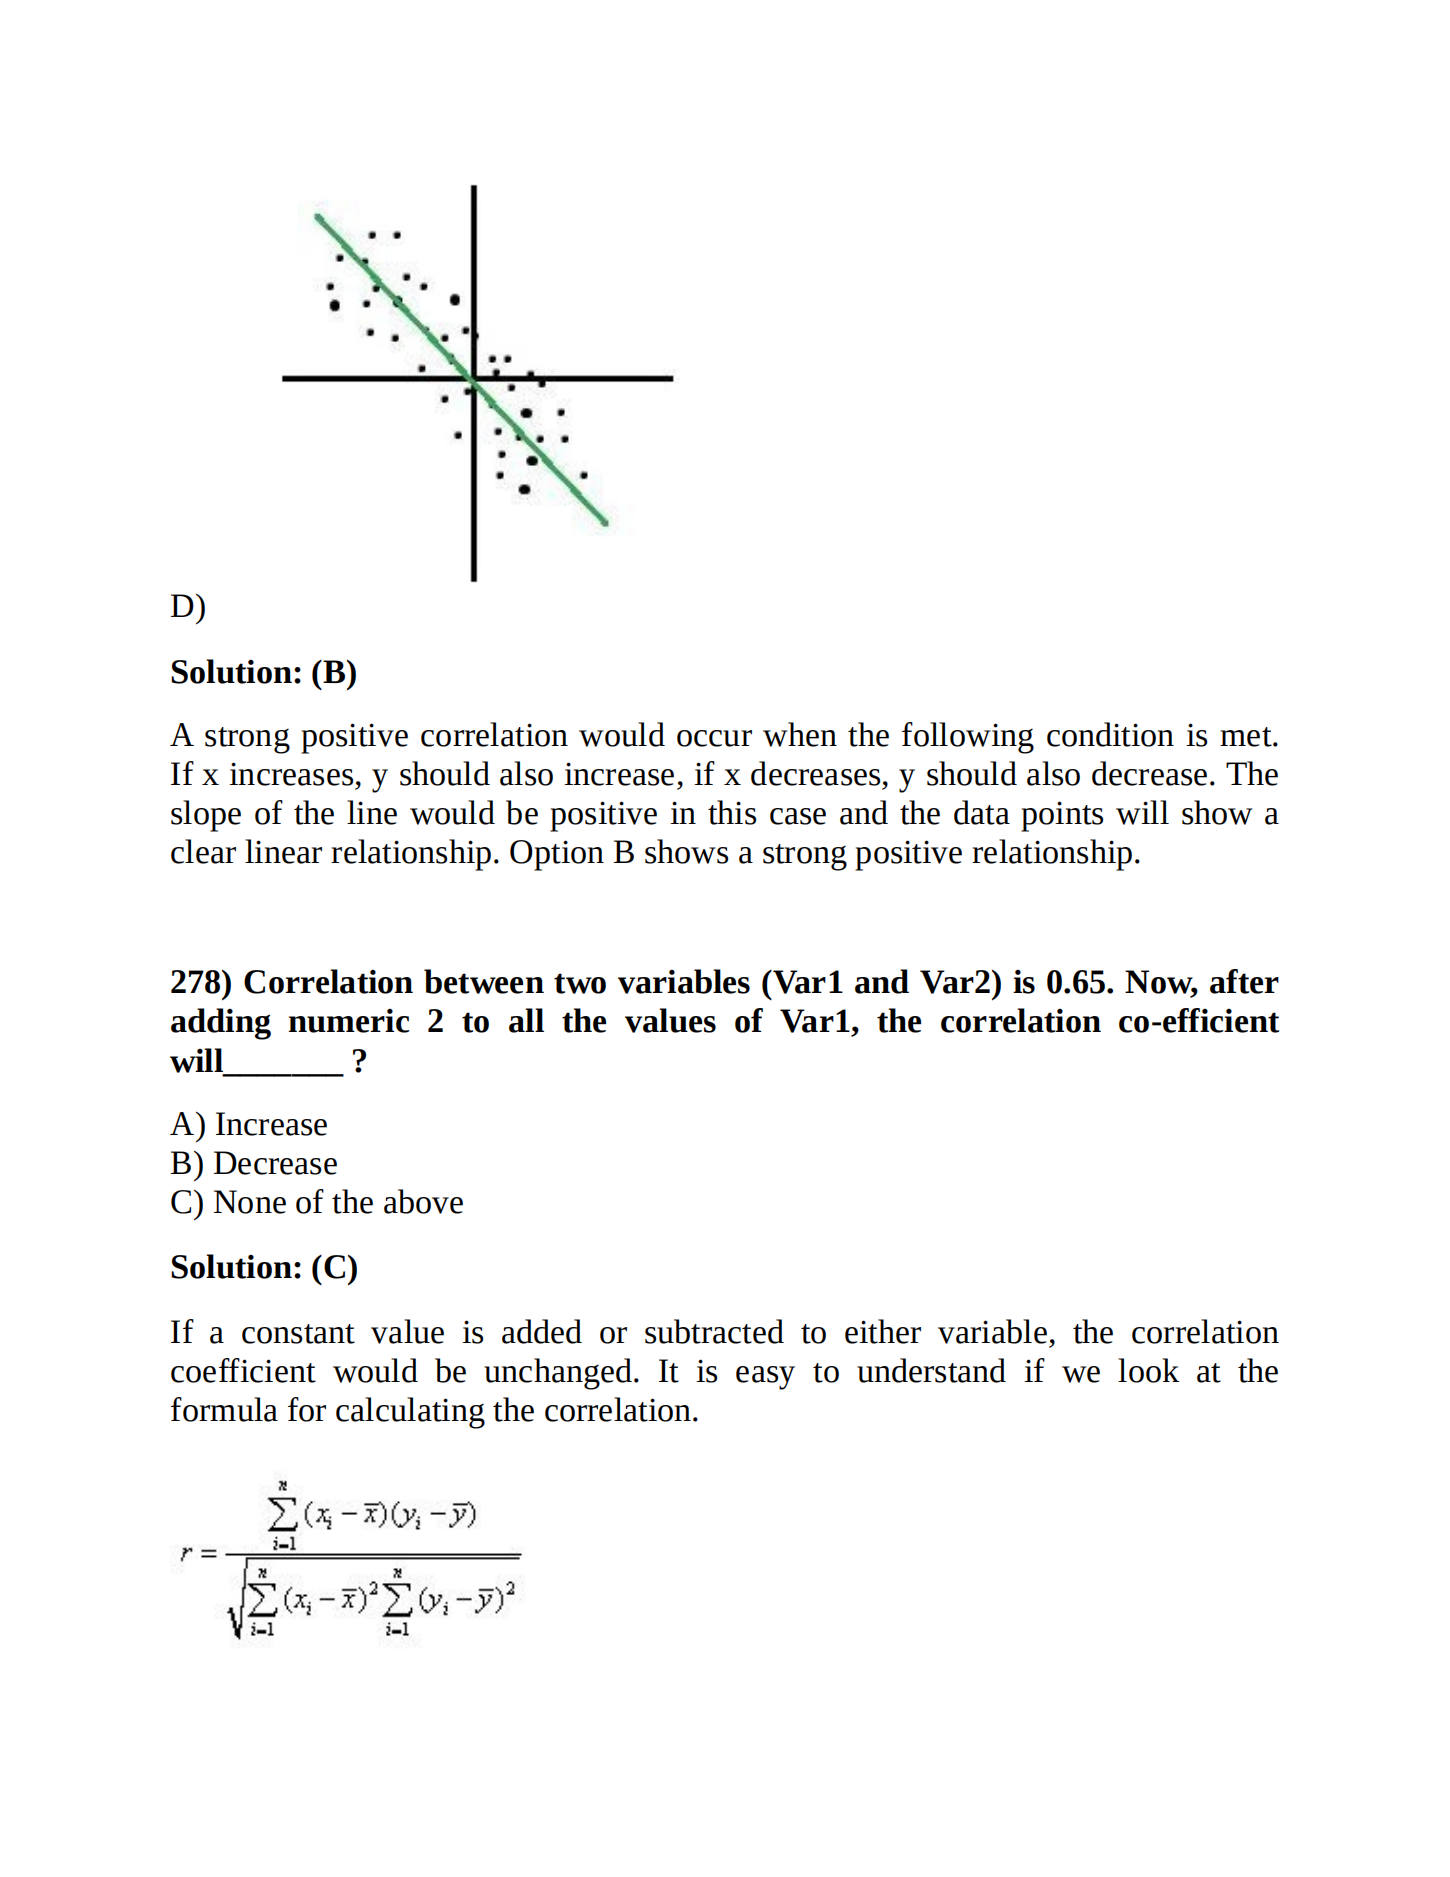 D)
Solution: (B)
A strong positive correlation would occur when the following condition is met.
If x increases, y should also increase, if x decreases, y should also decrease. The
slope of the line would be positive in this case and the data points will show a
clear linear relationship. Option B shows a strong positive relationship.
278) Correlation between two variables (Var1 and Var2) is 0.65. Now, after
adding numeric 2 to all the values of Var1, the correlation co-efficient
will_______ ?
A) Increase
B) Decrease
C) None of the above
Solution: (C)
If a constant value is added or subtracted to either variable, the correlation
coefficient would be unchanged. It is easy to understand if we look at the
formula for calculating the correlation.
r = \frac{\sum_{i=1}^{n}(x_i - \overline{x})(y_i - \overline{y})}{\sqrt{\sum_{i=1}^{n}(x_i - \overline{x})^2 \sum_{i=1}^{n}(y_i - \overline{y})^2}}